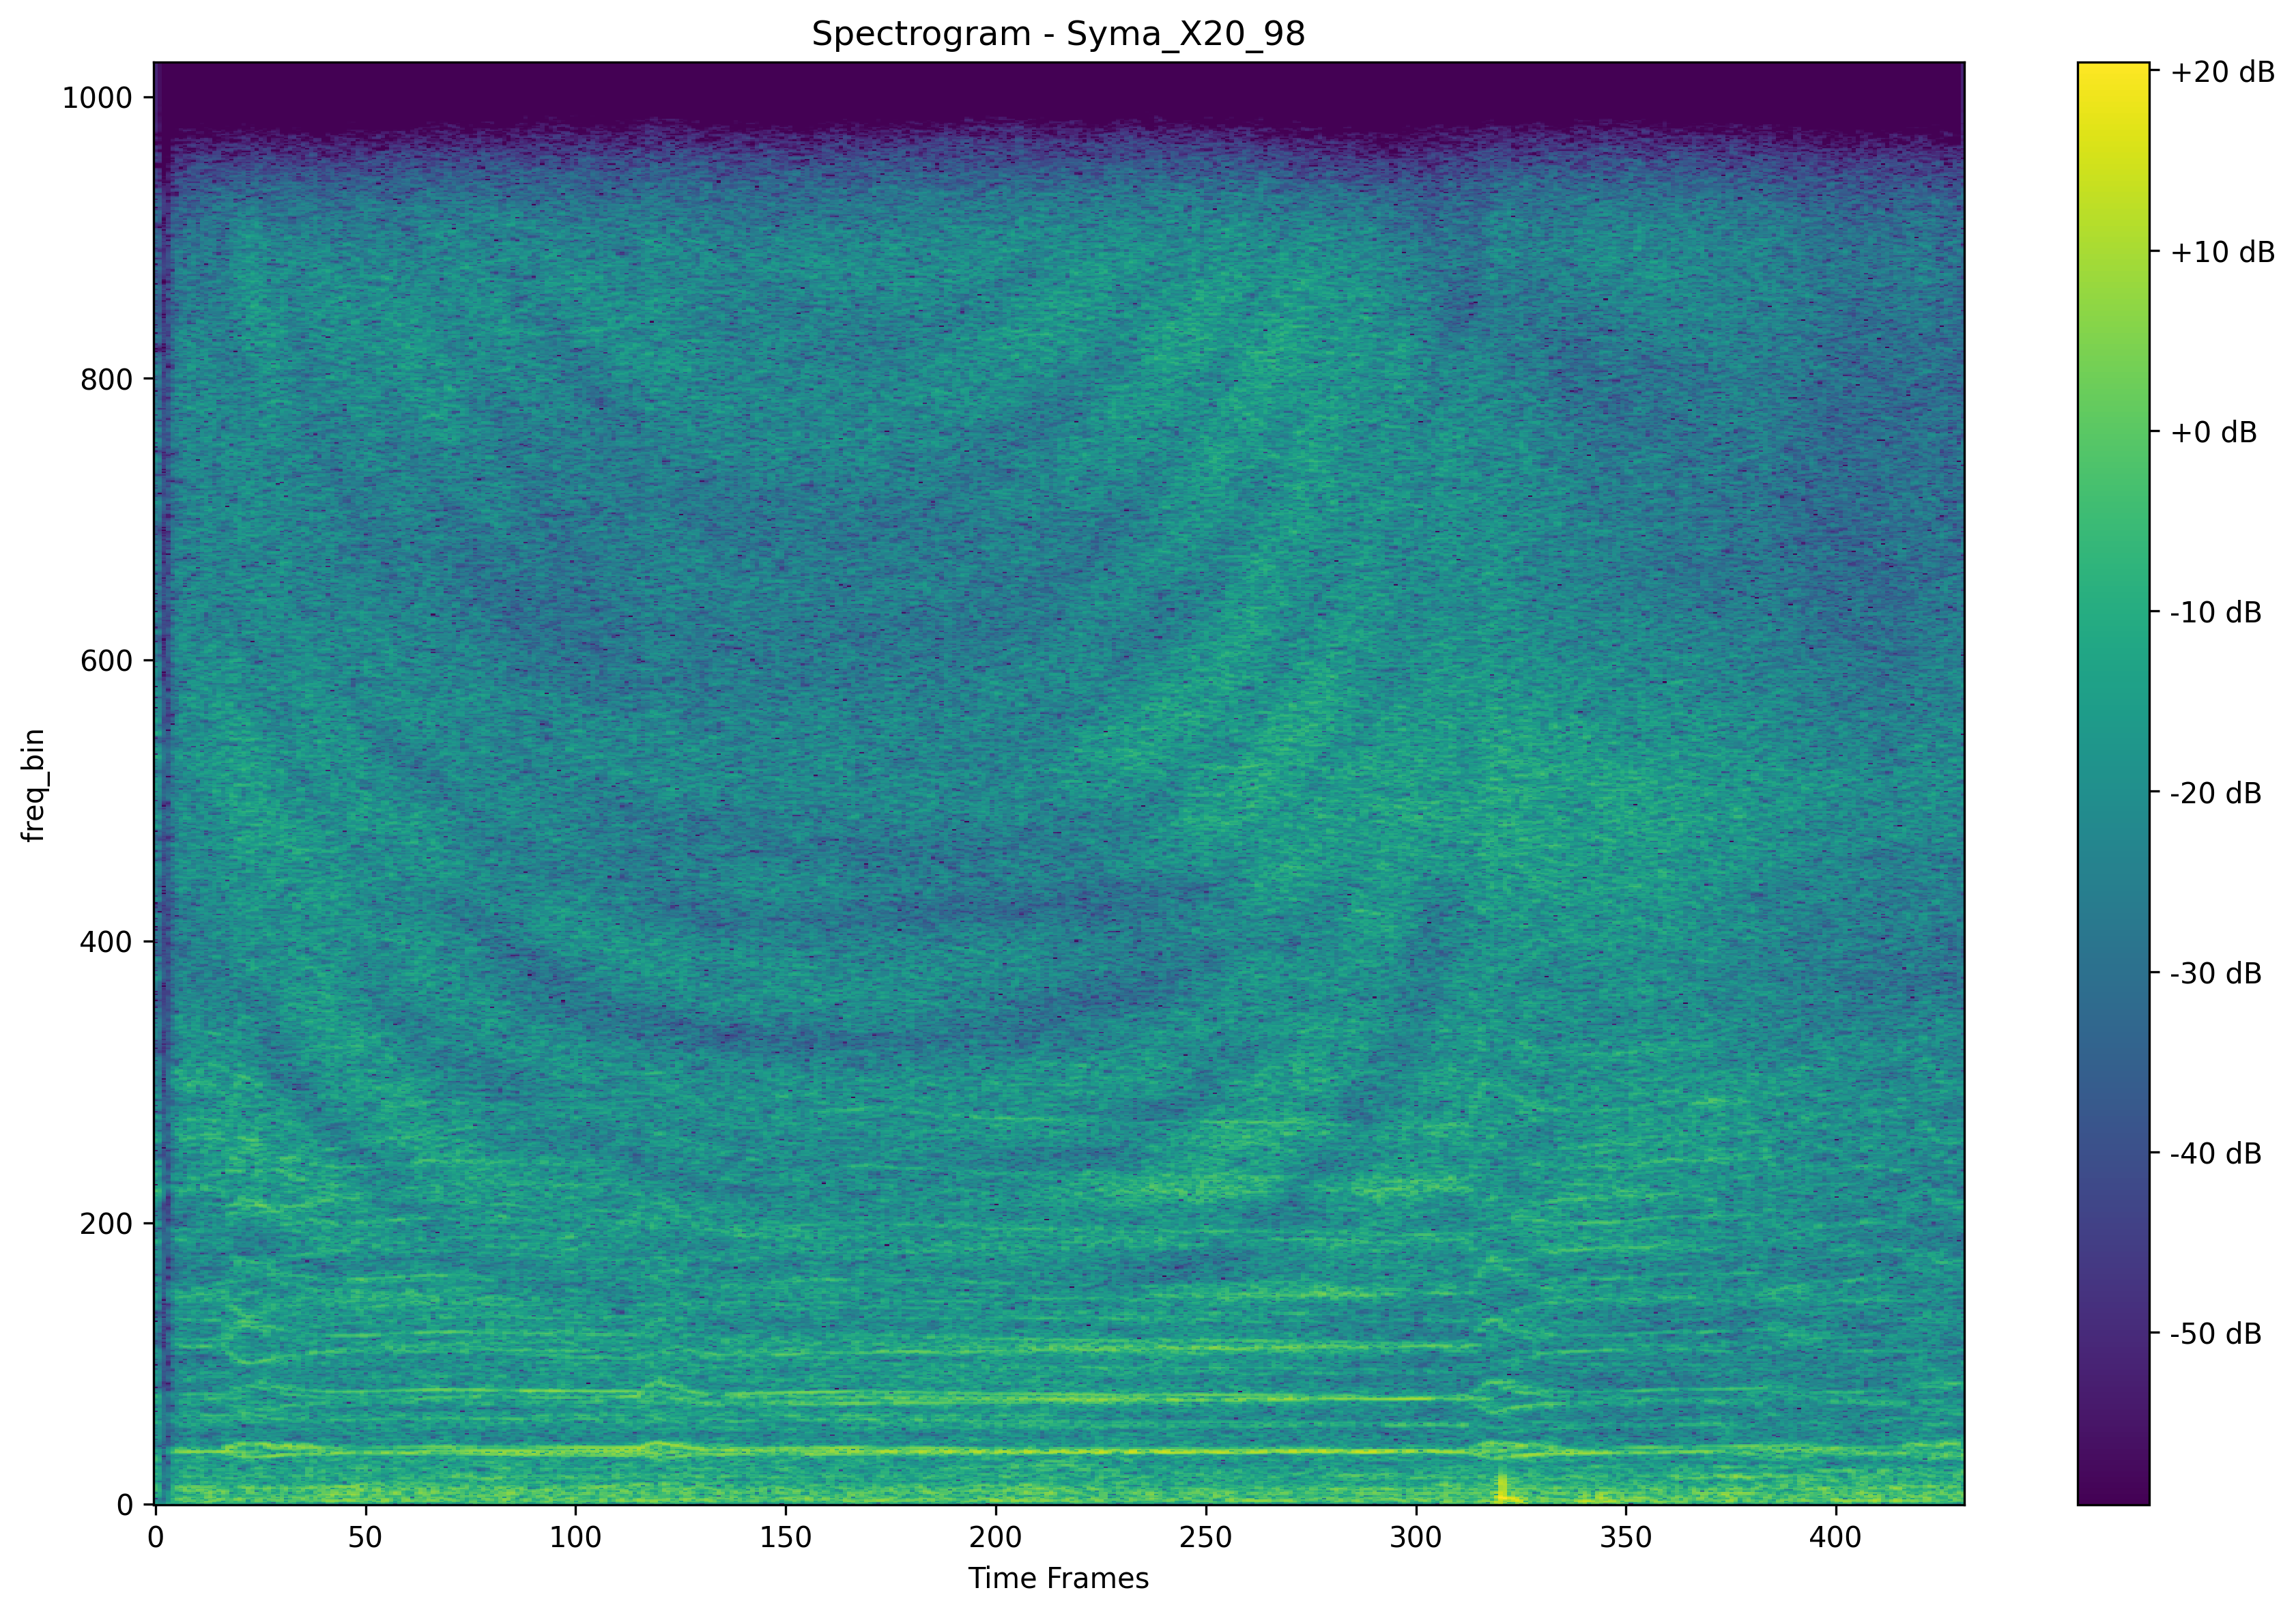 Spectrogram - Syma_X20_98
1000
800
600
400
200
0
freq_bin
0 50 100 150 200 250 300 350 400
Time Frames
+20 dB
+10 dB
+0 dB
-10 dB
-20 dB
-30 dB
-40 dB
-50 dB